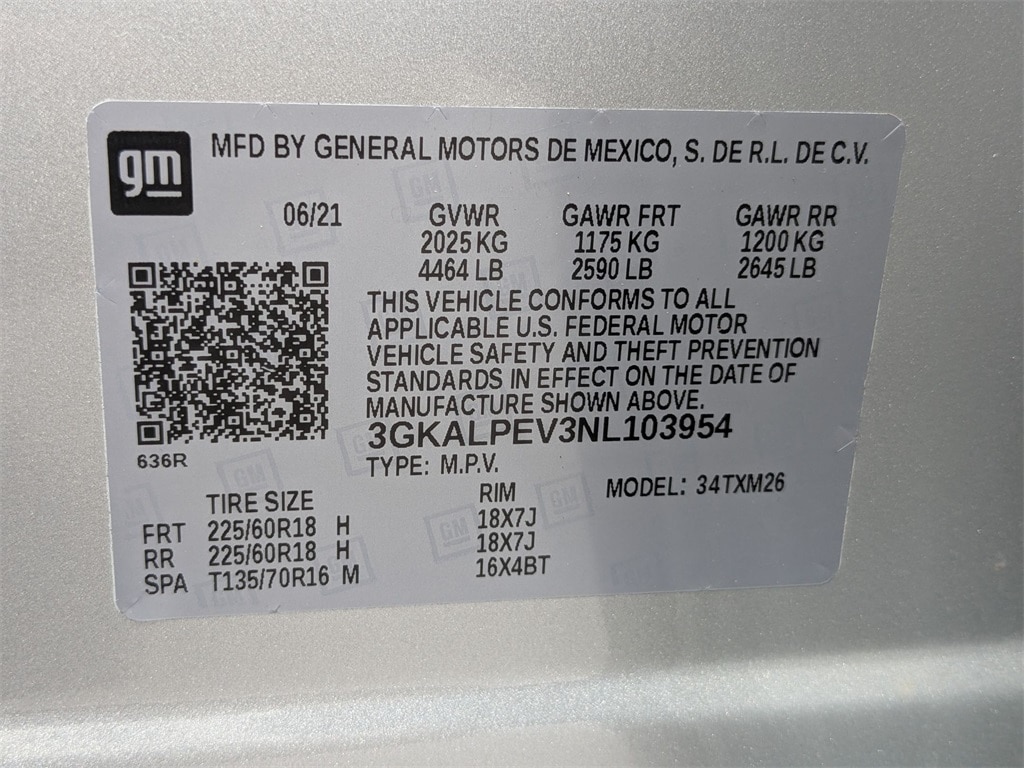 gm
MFD BY GENERAL MOTORS DE MEXICO, S. DE R.L. DE C.V.
06/21 GVWR GAWR FRT GAWR RR
2025 KG 1175 KG 1200 KG
4464 LB 2590 LB 2645 LB
THIS VEHICLE CONFORMS TO ALL
APPLICABLE U.S. FEDERAL MOTOR
VEHICLE SAFETY AND THEFT PREVENTION
STANDARDS IN EFFECT ON THE DATE OF
MANUFACTURE SHOWN ABOVE.
3GKALPEV3NL103954
636R
TYPE: M.P.V.
TIRE SIZE RIM MODEL: 34TXM26
FRT 225/60R18 H 18X7J
RR 225/60R18 H 18X7J
SPA T135/70R16 M 16X4BT